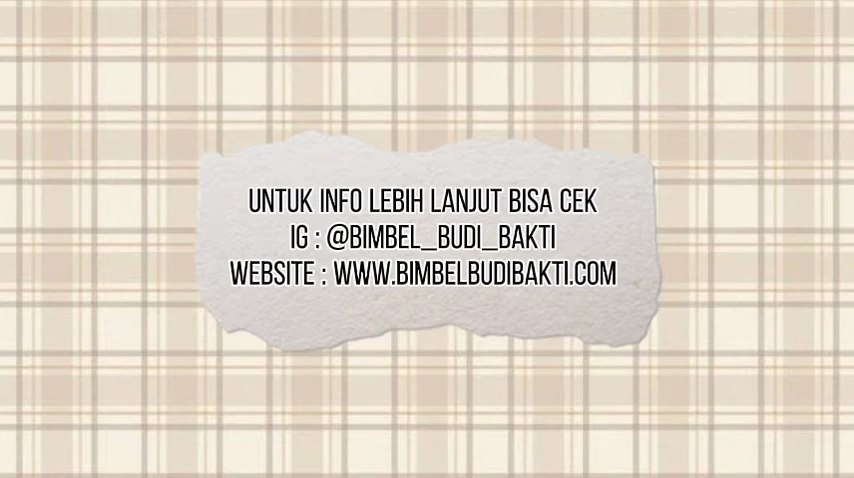 UNTUK INFO LEBIH LANJUT BISA CEK
IG : @BIMBEL_BUDI_BAKTI
WEBSITE : WWW.BIMBELBUDIBAKTI.COM